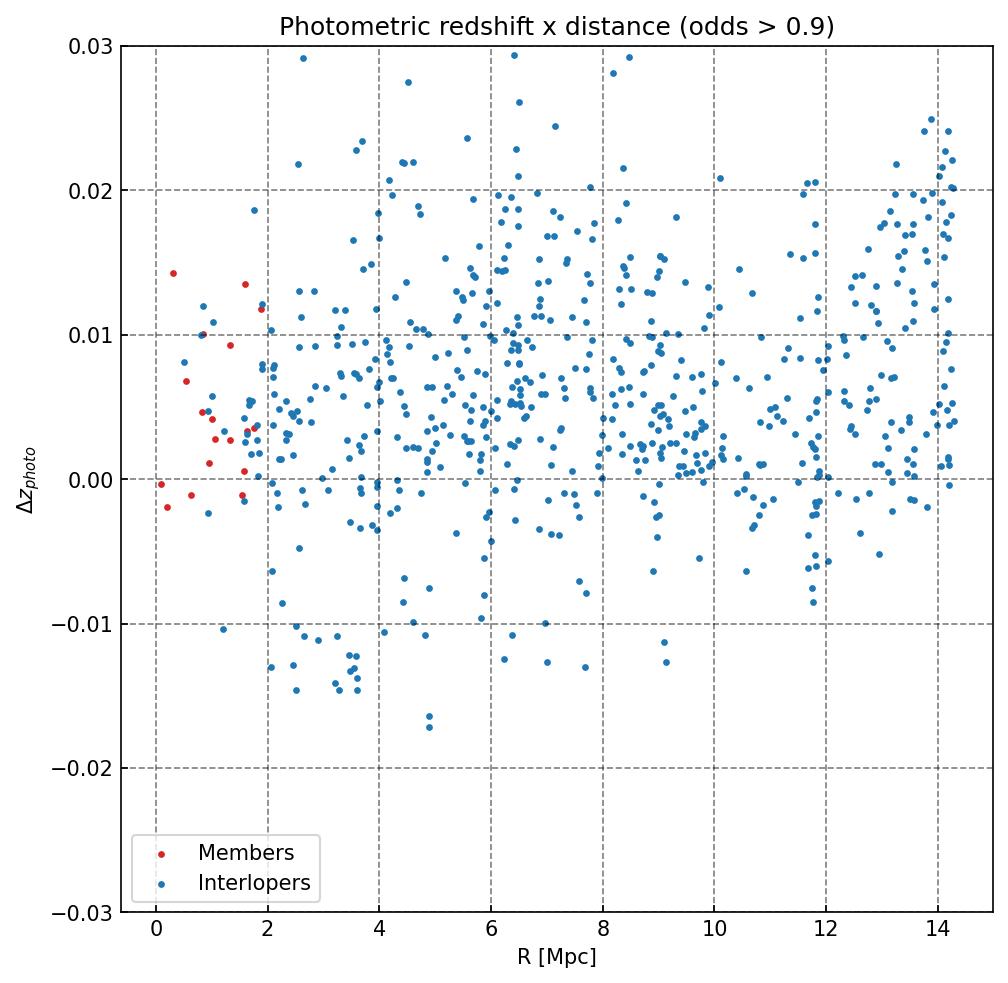 Photometric redshift x distance (odds > 0.9)
0.03
0.02
0.01
0.00
−0.01
−0.02
−0.03
Δz_photo
Members
Interlopers
0 2 4 6 8 10 12 14
R [Mpc]